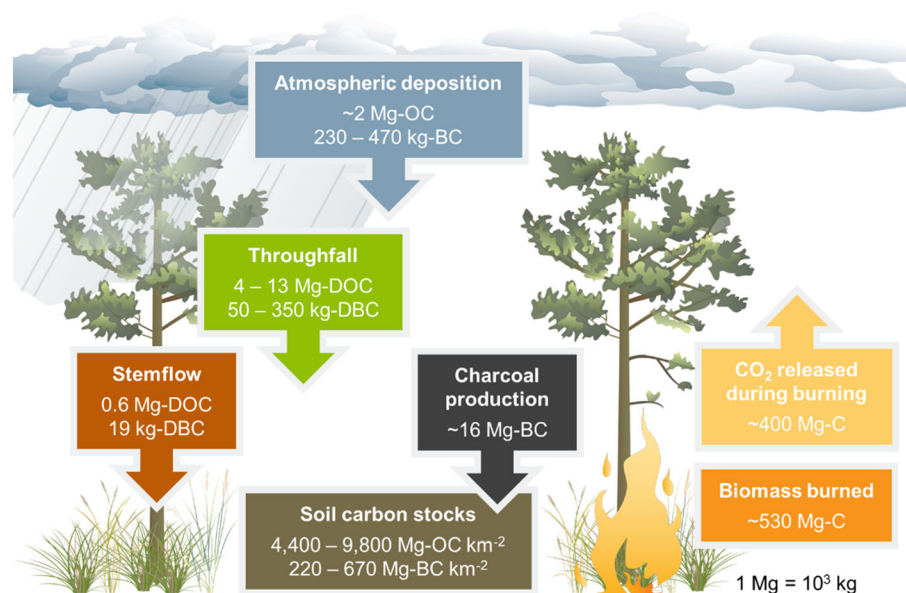 Atmospheric deposition
~2 Mg-OC
230 – 470 kg-BC
Throughfall
4 – 13 Mg-DOC
50 – 350 kg-DBC
Stemflow
0.6 Mg-DOC
19 kg-DBC
Charcoal
production
~16 Mg-BC
CO₂ released
during burning
~400 Mg-C
Biomass burned
~530 Mg-C
Soil carbon stocks
4,400 – 9,800 Mg-OC km⁻²
220 – 670 Mg-BC km⁻²
1 Mg = 10³ kg